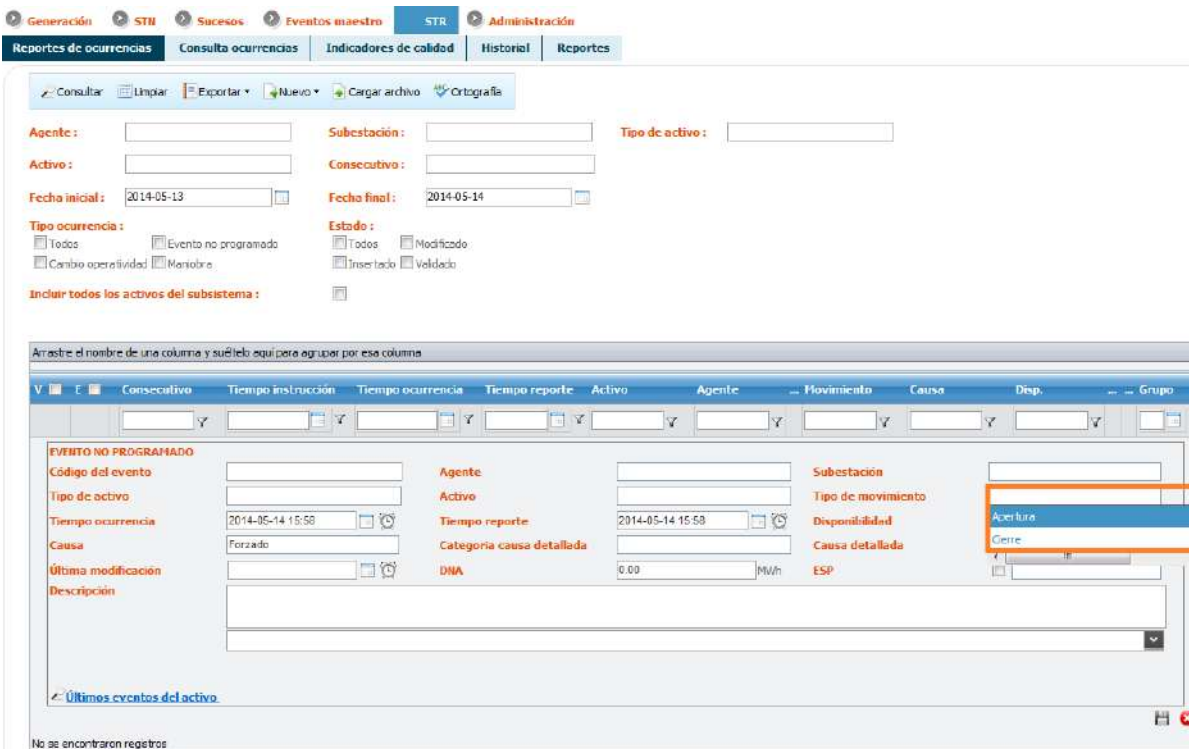 Generación STN Sucesos Eventos maestro STR Administración
Reportes de ocurrencias Consulta ocurrencias Indicadores de calidad Historial Reportes
Consultar Limpiar Exportar Nuevo Cargar archivo Ortografía
Agente : Subestación : Tipo de activo :
Activo : Consecutivo :
Fecha inicial : 2014-05-13 Fecha final : 2014-05-14
Tipo ocurrencia : Estado :
Todos Evento no programado Todos Modificado
Cambio operatividad Maniobra Insertado Validado
Incluir todos los activos del subsistema :
Arrastre el nombre de una columna y suéltelo aquí para agrupar por esa columna
V E Consecutivo Tiempo instrucción Tiempo ocurrencia Tiempo reporte Activo Agente ... Movimiento Causa Disp. ... ... Grupo
EVENTO NO PROGRAMADO
Código del evento Agente Subestación
Tipo de activo Activo Tipo de movimiento
Tiempo ocurrencia 2014-05-14 15:58 Tiempo reporte 2014-05-14 15:58 Disponibilidad Apertura
Causa Forzado Categoría causa detallada Causa detallada Cierre
Última modificación DNA 0.00 MWh ESP
Descripción
Últimos eventos del activo
No se encontraron registros